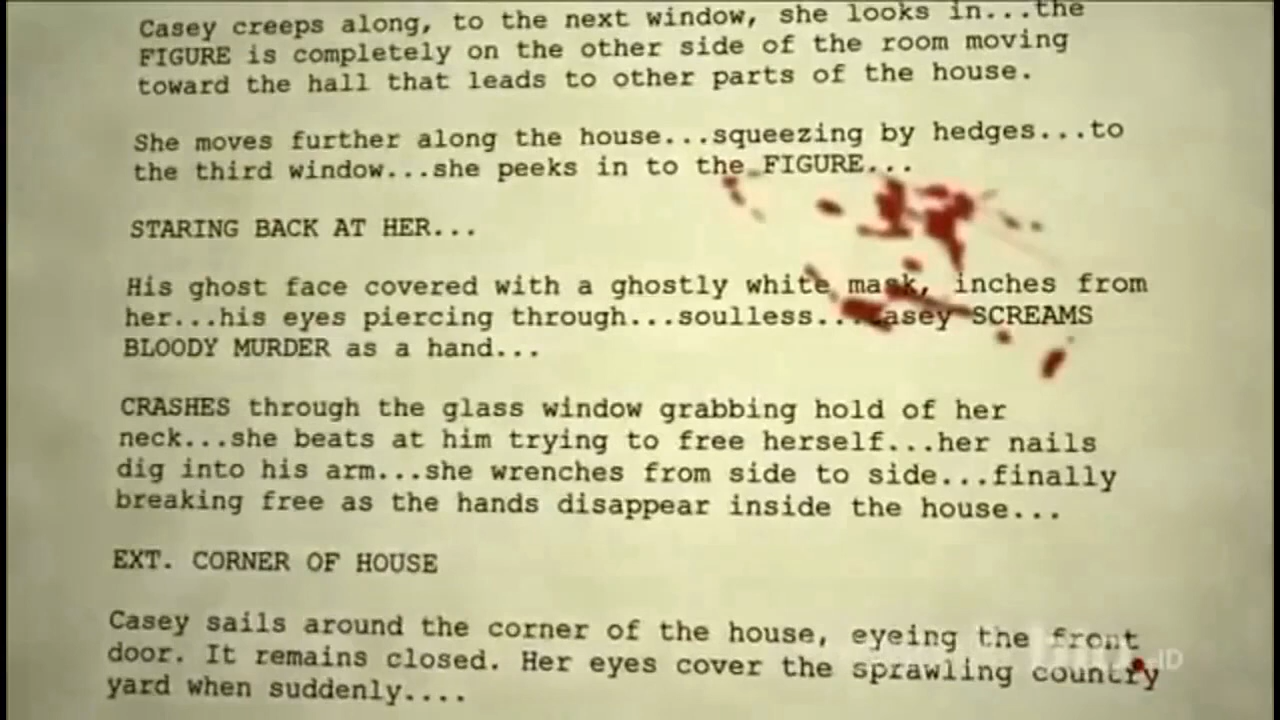 Casey creeps along, to the next window, she looks in...the
FIGURE is completely on the other side of the room moving
toward the hall that leads to other parts of the house.
She moves further along the house...squeezing by hedges...to
the third window...she peeks in to the FIGURE...
STARING BACK AT HER...
His ghost face covered with a ghostly white mask, inches from
her...his eyes piercing through...soulless...Casey SCREAMS
BLOODY MURDER as a hand...
CRASHES through the glass window grabbing hold of her
neck...she beats at him trying to free herself...her nails
dig into his arm...she wrenches from side to side...finally
breaking free as the hands disappear inside the house...
EXT. CORNER OF HOUSE
Casey sails around the corner of the house, eyeing the front
door. It remains closed. Her eyes cover the sprawling country
yard when suddenly....
HD